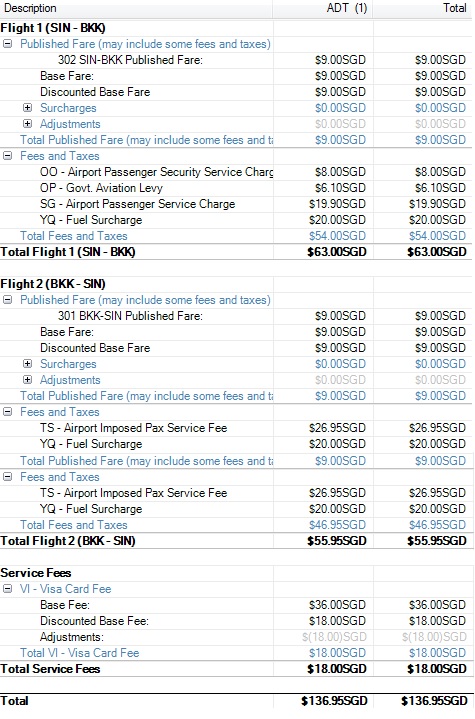 Description ADT (1) Total
Flight 1 (SIN - BKK)
Published Fare (may include some fees and taxes)
302 SIN-BKK Published Fare: $9.00SGD $9.00SGD
Base Fare: $9.00SGD $9.00SGD
Discounted Base Fare $9.00SGD $9.00SGD
Surcharges $0.00SGD $0.00SGD
Adjustments $0.00SGD $0.00SGD
Total Published Fare (may include some fees and ta $9.00SGD $9.00SGD
Fees and Taxes
OO - Airport Passenger Security Service Charg $8.00SGD $8.00SGD
OP - Govt. Aviation Levy $6.10SGD $6.10SGD
SG - Airport Passenger Service Charge $19.90SGD $19.90SGD
YQ - Fuel Surcharge $20.00SGD $20.00SGD
Total Fees and Taxes $54.00SGD $54.00SGD
Total Flight 1 (SIN - BKK) $63.00SGD $63.00SGD
Flight 2 (BKK - SIN)
Published Fare (may include some fees and taxes)
301 BKK-SIN Published Fare: $9.00SGD $9.00SGD
Base Fare: $9.00SGD $9.00SGD
Discounted Base Fare $9.00SGD $9.00SGD
Surcharges $0.00SGD $0.00SGD
Adjustments $0.00SGD $0.00SGD
Total Published Fare (may include some fees and ta $9.00SGD $9.00SGD
Fees and Taxes
TS - Airport Imposed Pax Service Fee $26.95SGD $26.95SGD
YQ - Fuel Surcharge $20.00SGD $20.00SGD
Total Published Fare (may include some fees and ta $9.00SGD $9.00SGD
Fees and Taxes
TS - Airport Imposed Pax Service Fee $26.95SGD $26.95SGD
YQ - Fuel Surcharge $20.00SGD $20.00SGD
Total Fees and Taxes $46.95SGD $46.95SGD
Total Flight 2 (BKK - SIN) $55.95SGD $55.95SGD
Service Fees
VI - Visa Card Fee
Base Fee: $36.00SGD $36.00SGD
Discounted Base Fee: $18.00SGD $18.00SGD
Adjustments: $(18.00)SGD $(18.00)SGD
Total VI - Visa Card Fee $18.00SGD $18.00SGD
Total Service Fees $18.00SGD $18.00SGD
Total $136.95SGD $136.95SGD